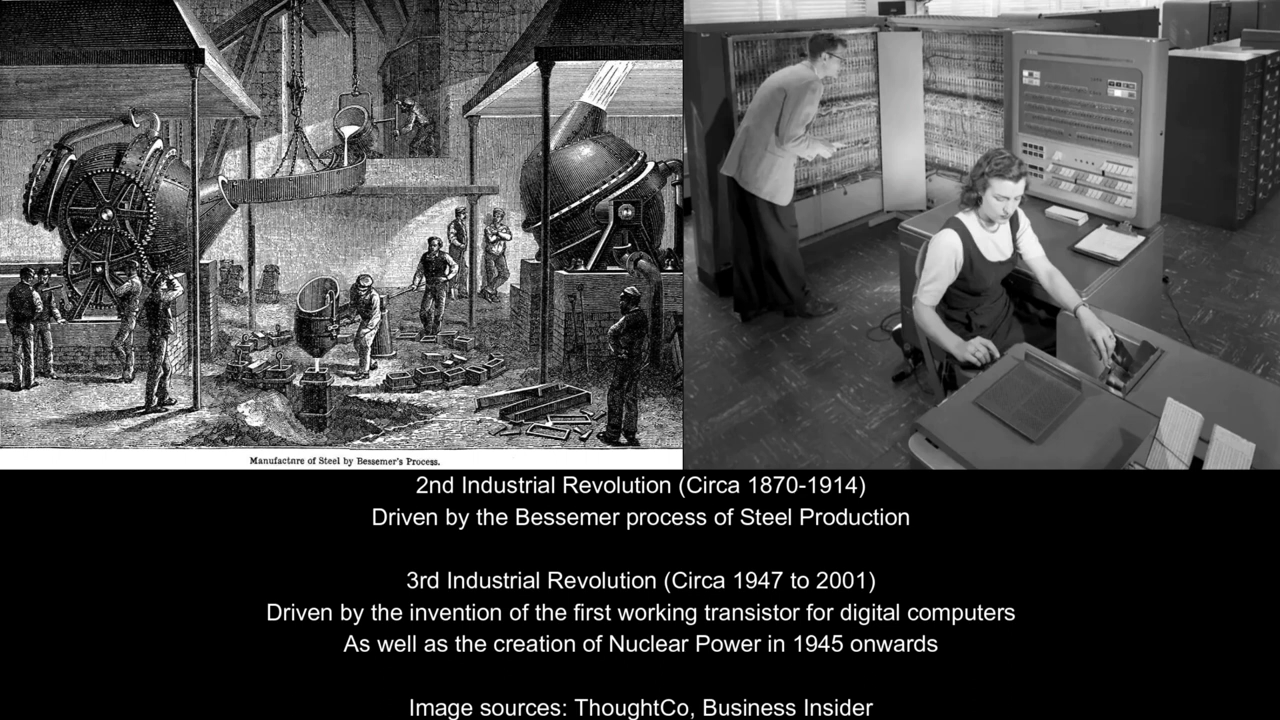 Manufacture of Steel by Bessemer's Process.
2nd Industrial Revolution (Circa 1870-1914)
Driven by the Bessemer process of Steel Production
3rd Industrial Revolution (Circa 1947 to 2001)
Driven by the invention of the first working transistor for digital computers
As well as the creation of Nuclear Power in 1945 onwards
Image sources: ThoughtCo, Business Insider